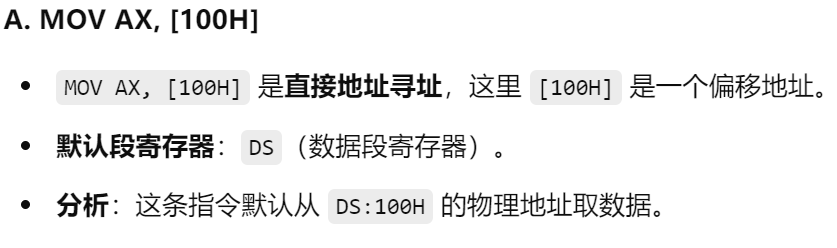 A. MOV AX, [100H]
• MOV AX, [100H] 是直接地址寻址，这里 [100H] 是一个偏移地址。
• 默认段寄存器：DS（数据段寄存器）。
• 分析：这条指令默认从 DS:100H 的物理地址取数据。